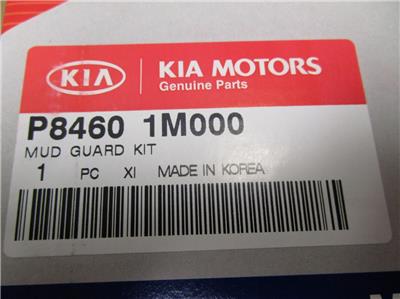 KIA
KIA MOTORS
Genuine Parts
P8460 1M000
MUD GUARD KIT
1 PC XI MADE IN KOREA